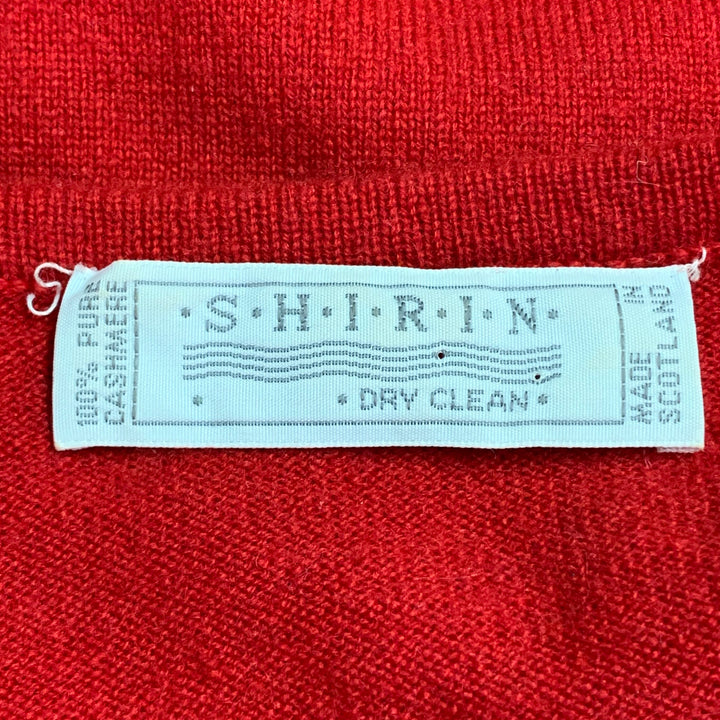 100% PURE
CASHMERE
·S·H·I·R·I·N·
* * DRY CLEAN *
MADE IN
SCOTLAND